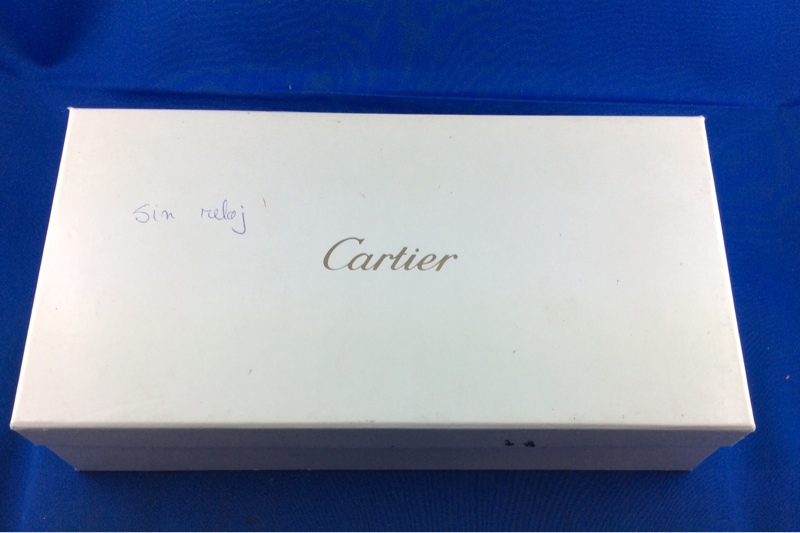 sin reloj
Cartier